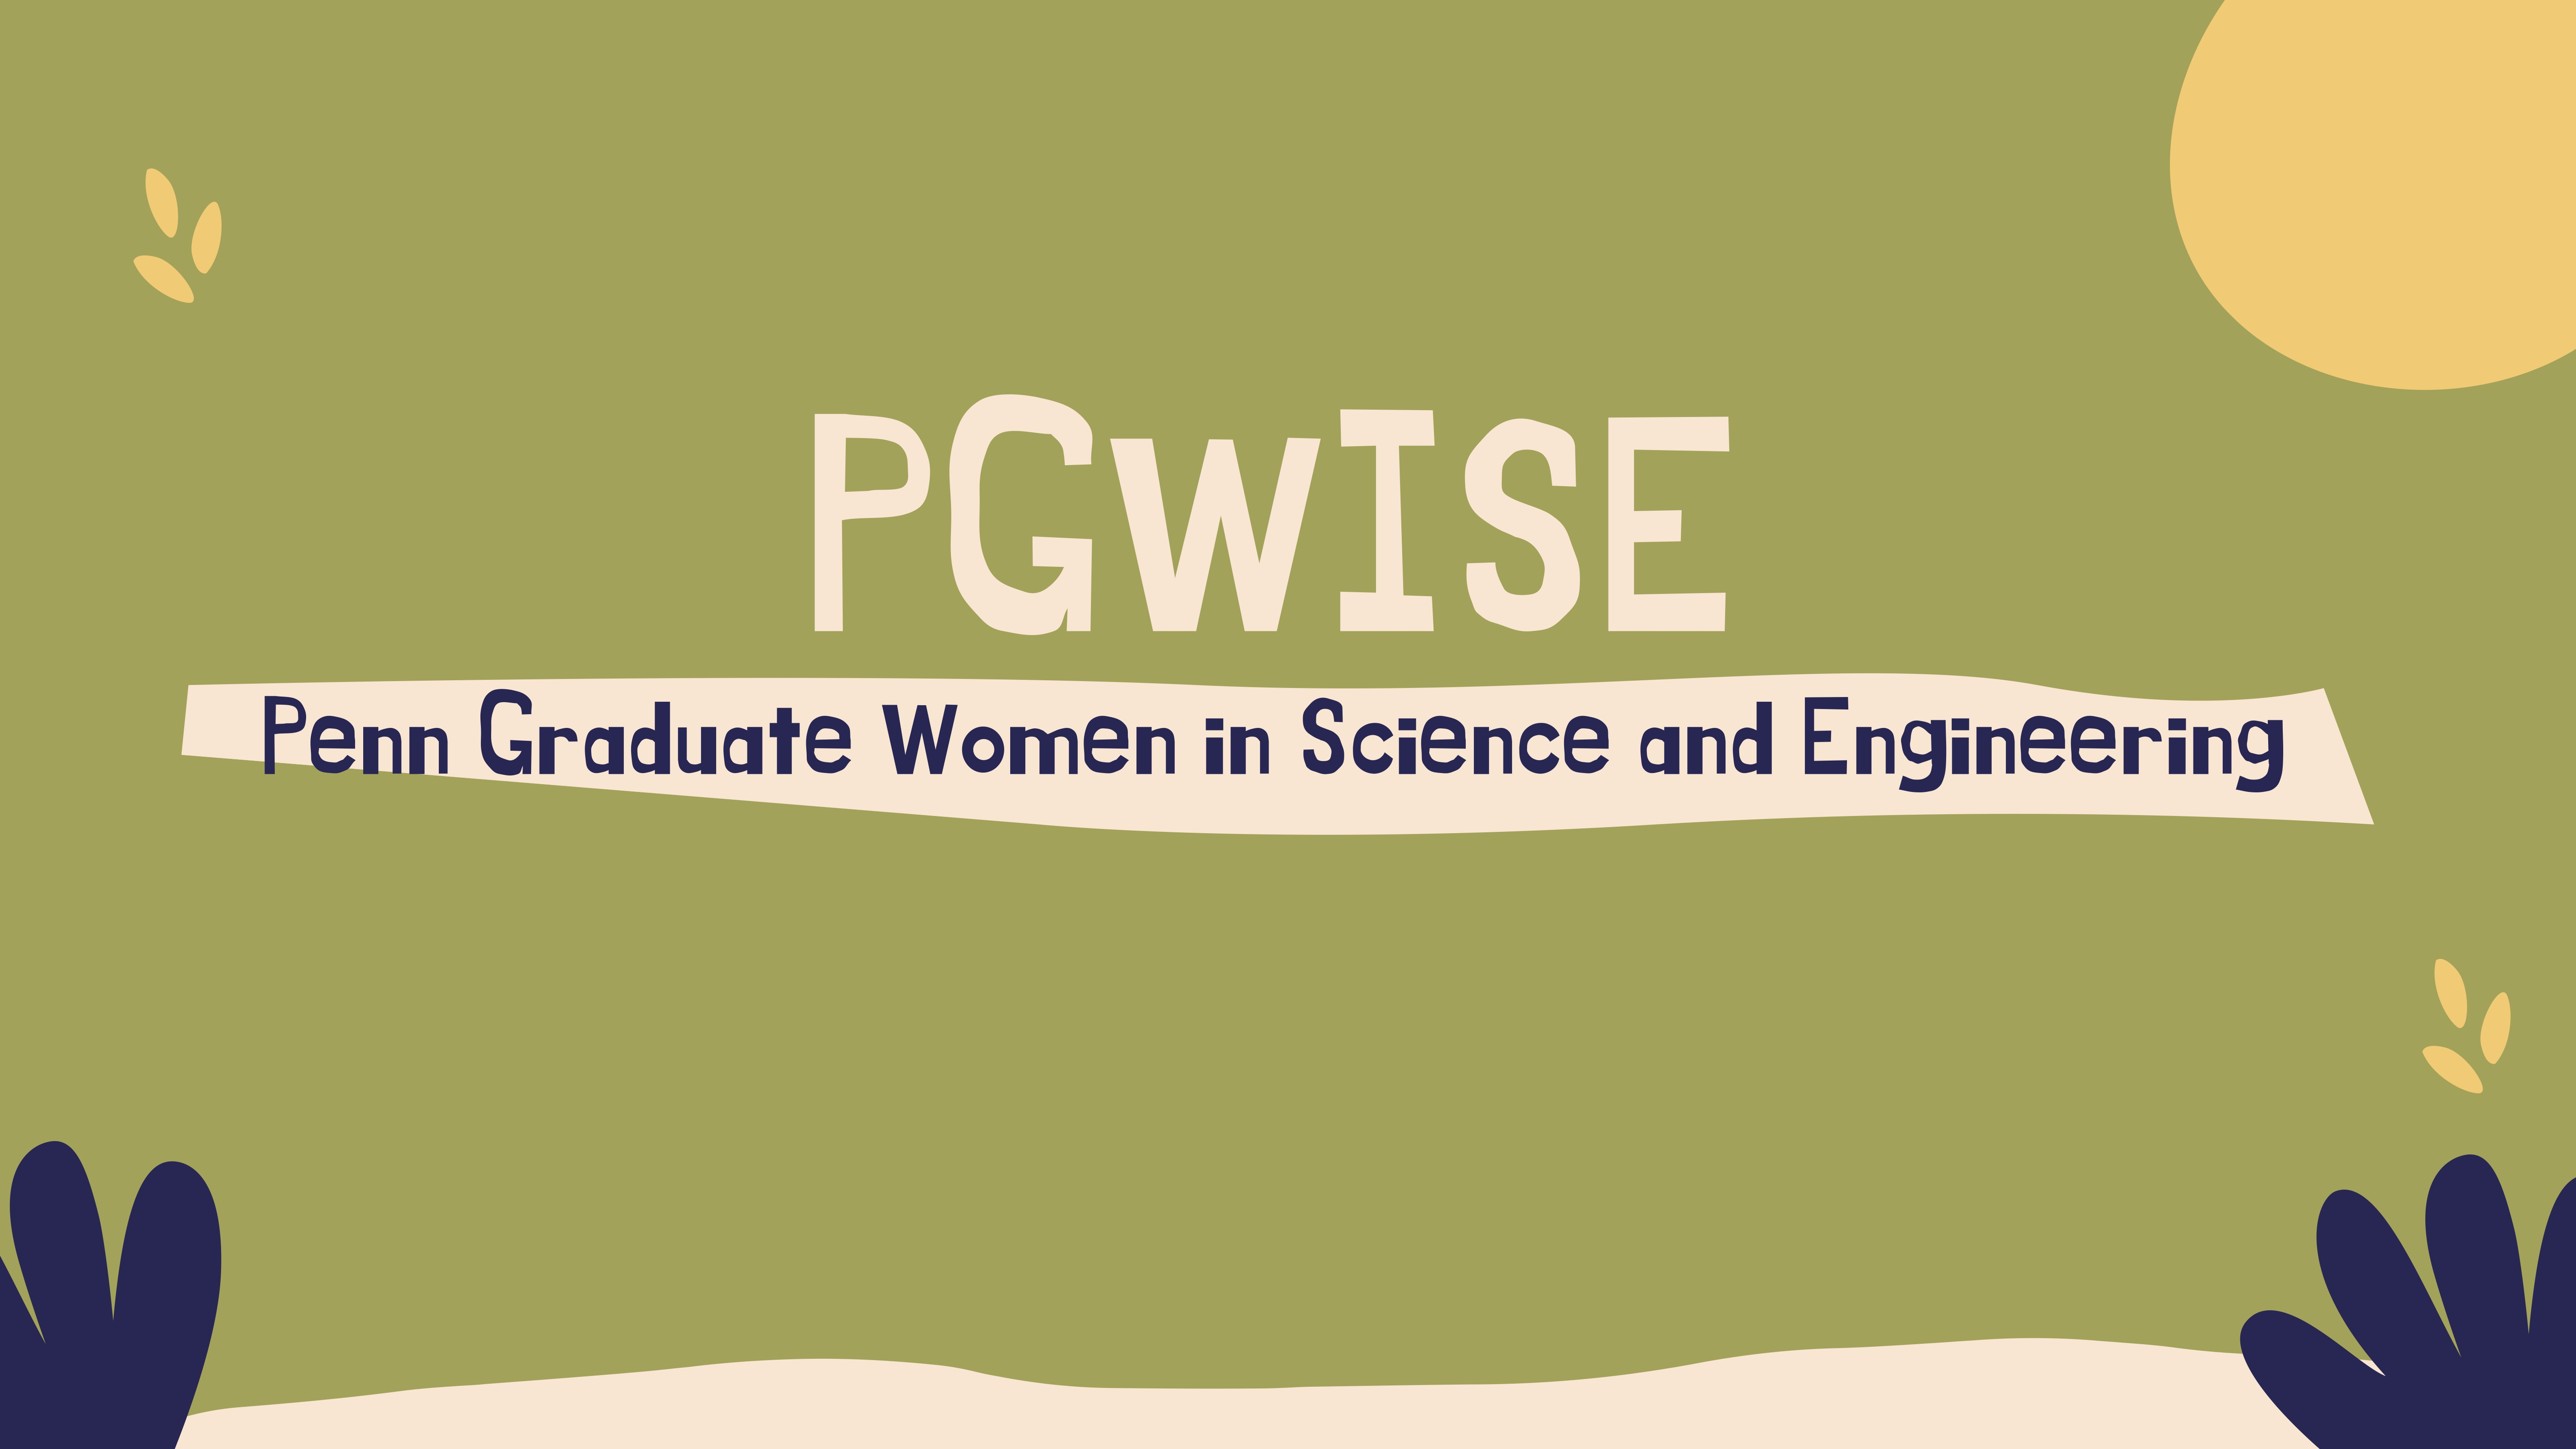 PGWISE
Penn Graduate Women in Science and Engineering